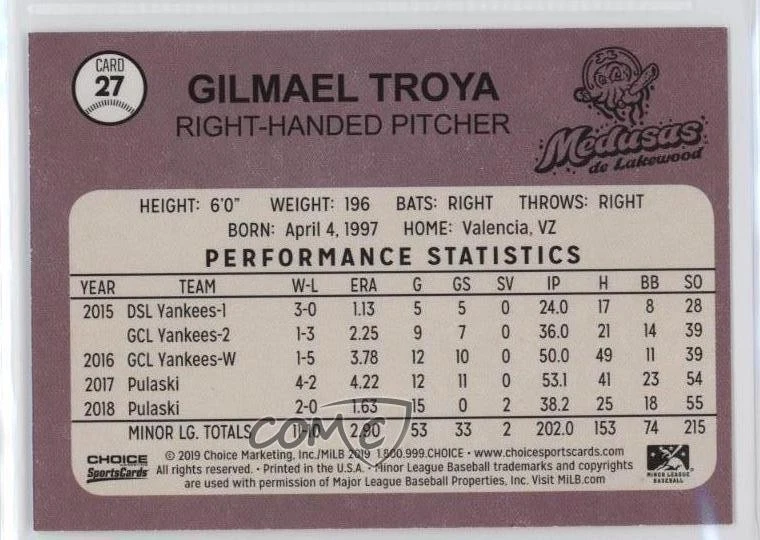 CARD
27
GILMAEL TROYA
RIGHT-HANDED PITCHER
Medusas
de Lakewood
HEIGHT: 6'0" WEIGHT: 196 BATS: RIGHT THROWS: RIGHT
BORN: April 4, 1997 HOME: Valencia, VZ
PERFORMANCE STATISTICS
YEAR TEAM W-L ERA G GS SV IP H BB SO
2015 DSL Yankees-1 3-0 1.13 5 5 0 24.0 17 8 28
GCL Yankees-2 1-3 2.25 9 7 0 36.0 21 14 39
2016 GCL Yankees-W 1-5 3.78 12 10 0 50.0 49 11 39
2017 Pulaski 4-2 4.22 12 11 0 53.1 41 23 54
2018 Pulaski 2-0 1.63 15 0 2 38.2 25 18 55
MINOR LG. TOTALS 11-10 2.90 53 33 2 202.0 153 74 215
COMC
CHOICE
SportsCards
© 2019 Choice Marketing, Inc./MiLB 2019 1.800.999.CHOICE • www.choicesportscards.com
All rights reserved. • Printed in the U.S.A. • Minor League Baseball trademarks and copyrights
are used with permission of Major League Baseball Properties, Inc. Visit MiLB.com
MINOR LEAGUE
BASEBALL